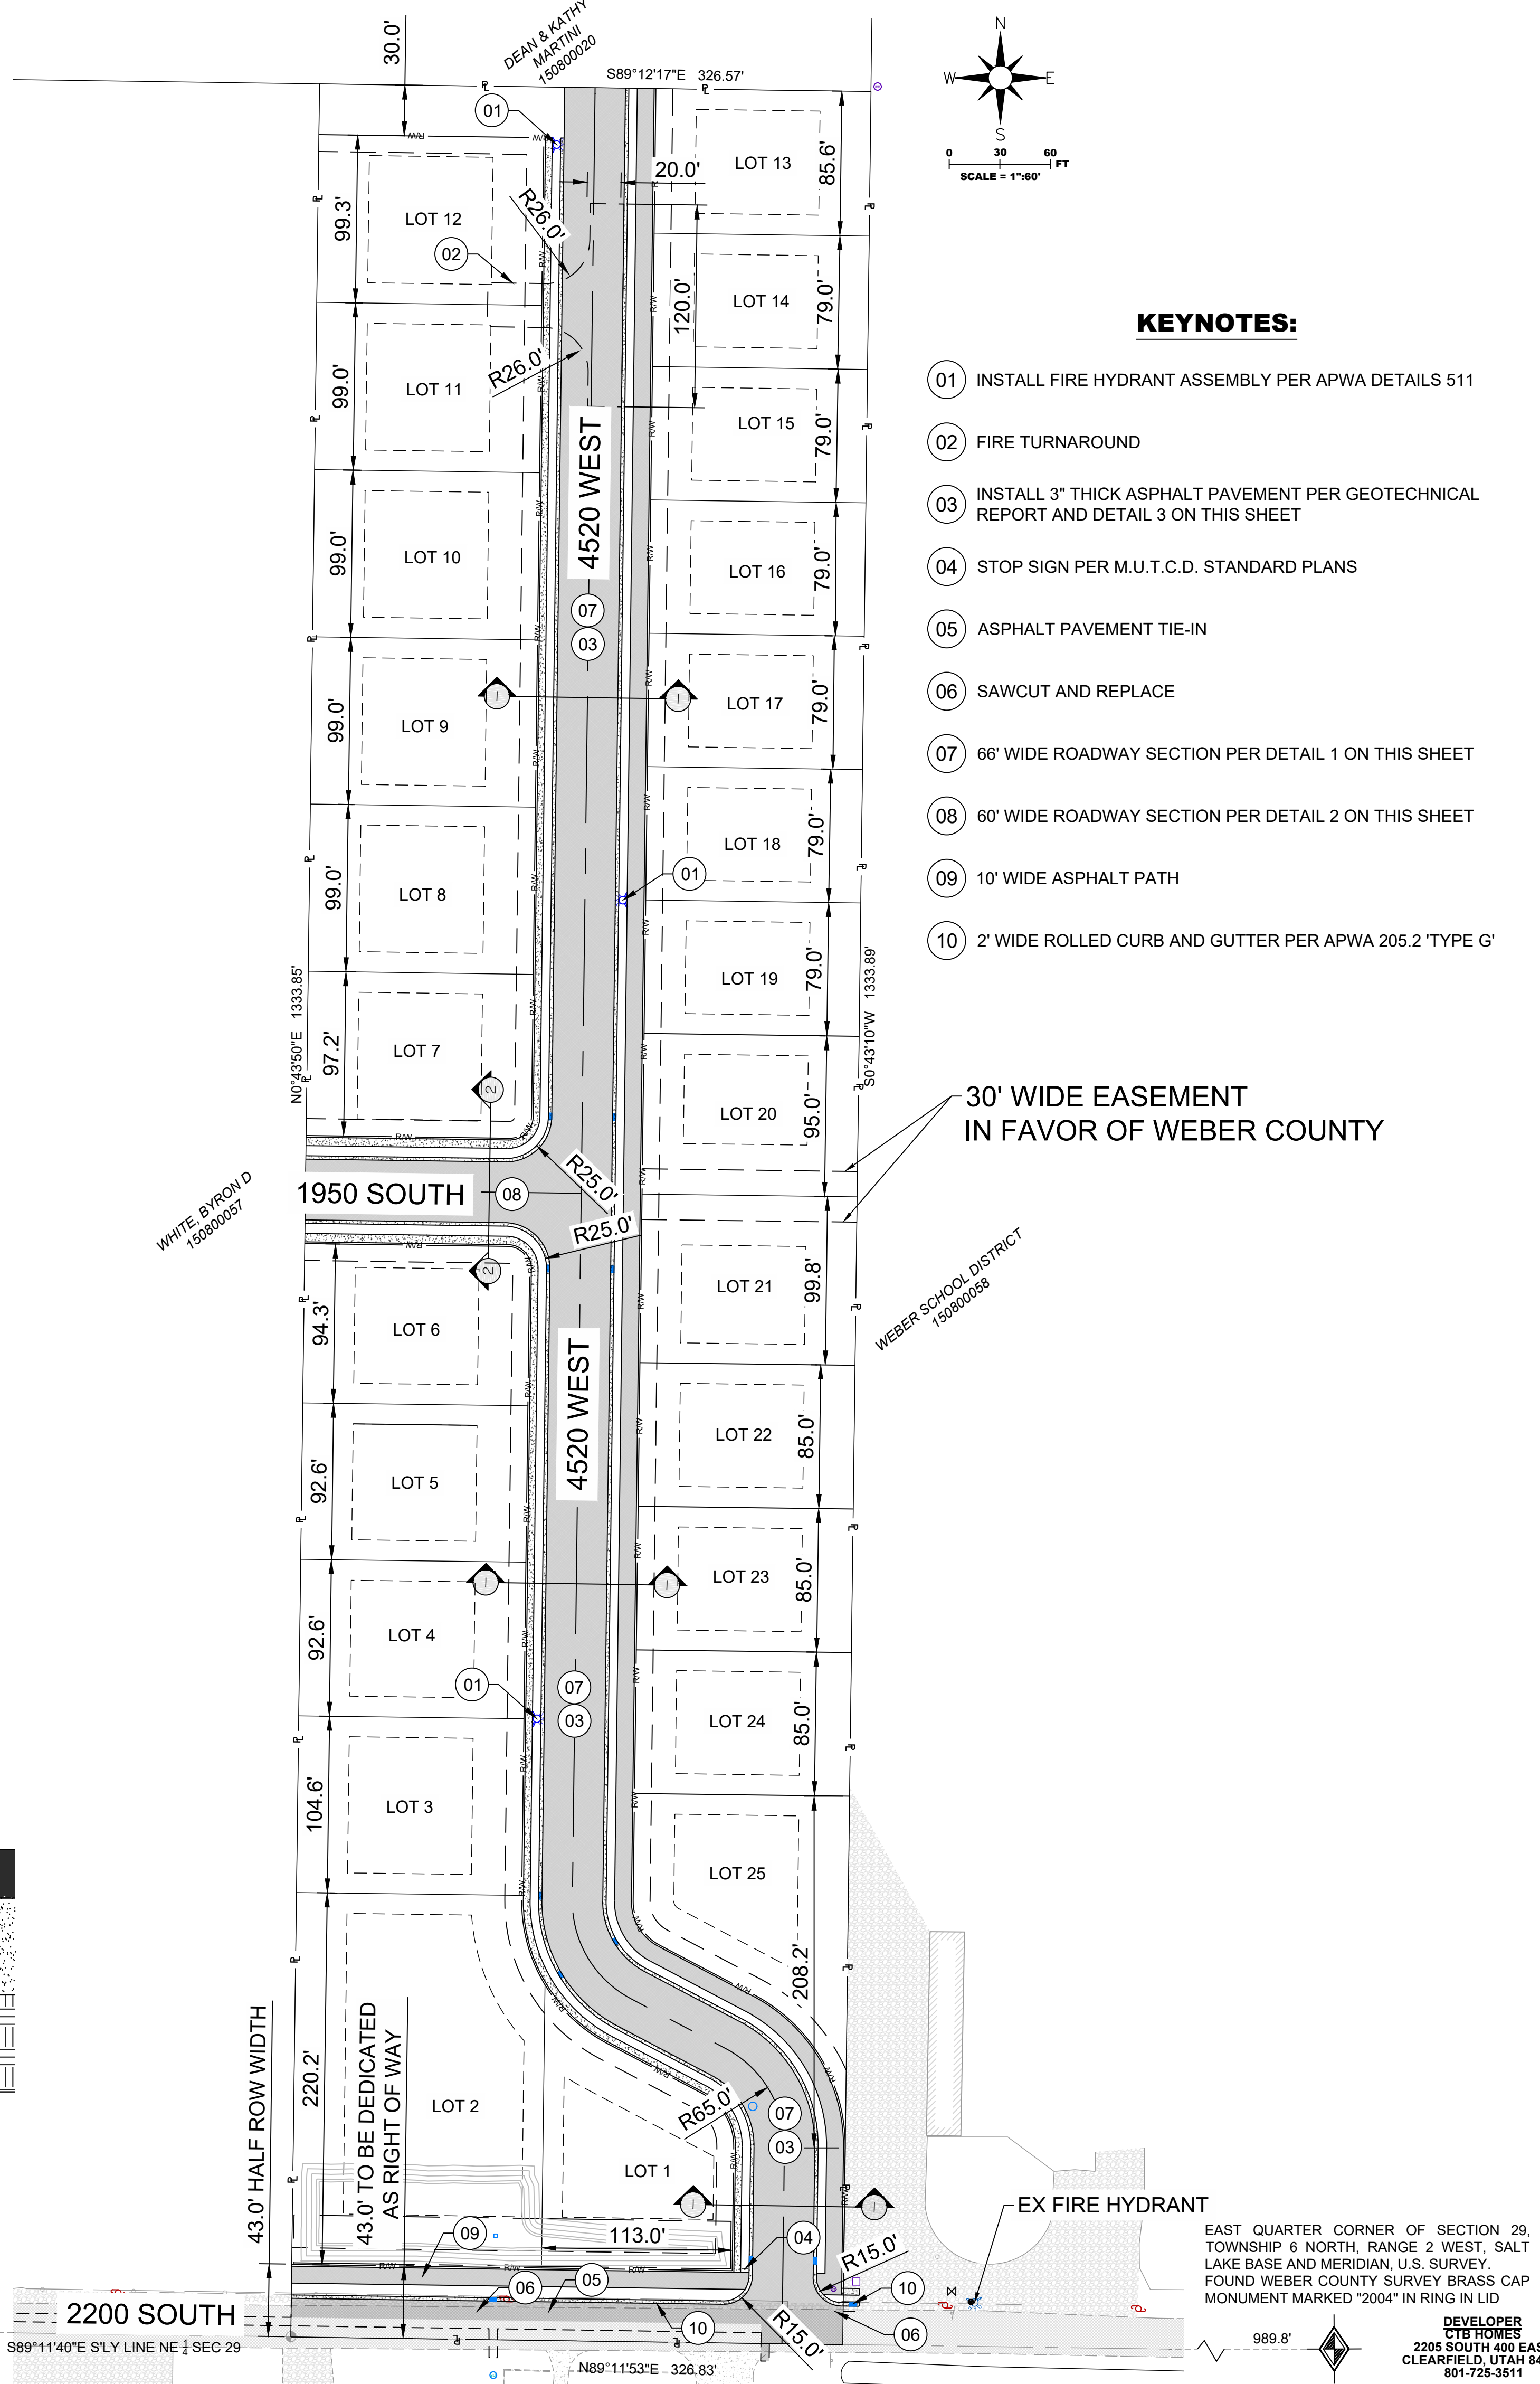 30.0'
DEAN & KATHY
MARTINI
150800020
S89°12'17"E 326.57'
N
W
E
S
0 30 60
FT
SCALE = 1":60'
01
LOT 13
85.6'
20.0'
R26.0'
LOT 12
99.3'
02
LOT 14
79.0'
120.0'
R26.0'
LOT 11
99.0'
LOT 15
79.0'
4520 WEST
LOT 10
99.0'
LOT 16
79.0'
07
03
LOT 9
99.0'
LOT 17
79.0'
LOT 8
99.0'
LOT 18
79.0'
01
LOT 19
79.0'
N0°43'50"E 1333.85'
S0°43'10"W 1333.89'
LOT 7
97.2'
2
LOT 20
95.0'
KEYNOTES:
01 INSTALL FIRE HYDRANT ASSEMBLY PER APWA DETAILS 511
02 FIRE TURNAROUND
03 INSTALL 3" THICK ASPHALT PAVEMENT PER GEOTECHNICAL
REPORT AND DETAIL 3 ON THIS SHEET
04 STOP SIGN PER M.U.T.C.D. STANDARD PLANS
05 ASPHALT PAVEMENT TIE-IN
06 SAWCUT AND REPLACE
07 66' WIDE ROADWAY SECTION PER DETAIL 1 ON THIS SHEET
08 60' WIDE ROADWAY SECTION PER DETAIL 2 ON THIS SHEET
09 10' WIDE ASPHALT PATH
10 2' WIDE ROLLED CURB AND GUTTER PER APWA 205.2 'TYPE G'
30' WIDE EASEMENT
IN FAVOR OF WEBER COUNTY
WHITE, BYRON D
150800057
1950 SOUTH
08
R25.0'
R25.0'
2
WEBER SCHOOL DISTRICT
150800058
LOT 6
94.3'
LOT 21
99.8'
4520 WEST
LOT 5
92.6'
LOT 22
85.0'
LOT 4
92.6'
LOT 23
85.0'
01
07
03
LOT 24
85.0'
LOT 3
104.6'
LOT 25
208.2'
43.0' HALF ROW WIDTH
220.2'
43.0' TO BE DEDICATED
AS RIGHT OF WAY
LOT 2
R65.0'
07
03
LOT 1
113.0'
09
04
R15.0'
EX FIRE HYDRANT
05
06
10
10
06
R15.0'
2200 SOUTH
S89°11'40"E S'LY LINE NE 1/4 SEC 29
N89°11'53"E 326.83'
EAST QUARTER CORNER OF SECTION 29,
TOWNSHIP 6 NORTH, RANGE 2 WEST, SALT
LAKE BASE AND MERIDIAN, U.S. SURVEY.
FOUND WEBER COUNTY SURVEY BRASS CAP
MONUMENT MARKED "2004" IN RING IN LID
989.8'
DEVELOPER
CTB HOMES
2205 SOUTH 400 EAS
CLEARFIELD, UTAH 84
801-725-3511